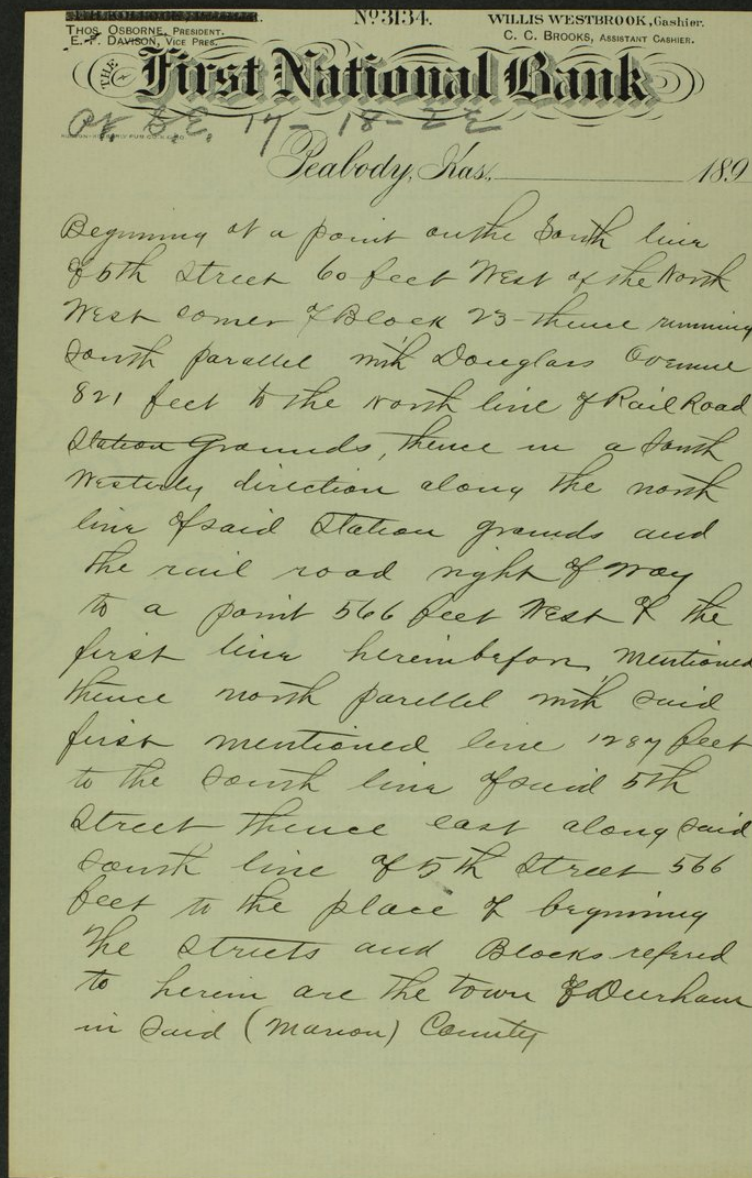 No 3134.
WILLIS WESTBROOK, Cashier.
THOS. OSBORNE, PRESIDENT.
E. F. DAVISON, VICE PRES.
C. C. BROOKS, ASSISTANT CASHIER.
THE First National Bank
17-18-2E
Peabody, Kas. 189
Beginning at a point on the South line
of 5th Street 60 feet West of the North
West corner of Block 23 - thence running
South parallel with Douglass Avenue
821 feet to the North line of Rail Road
Station Grounds, thence in a South
Westerly direction along the north
line of said Station grounds and
the rail road right of way
to a point 566 feet West of the
first line hereinbefore mentioned
thence north parellel with said
first mentioned line 1287 feet
to the South line of said 5th
Street thence east along said
South line of 5th Street 566
feet to the place of beginning
The Streets and Blocks refered
to herein are the town of Durham
in said (Marion) County